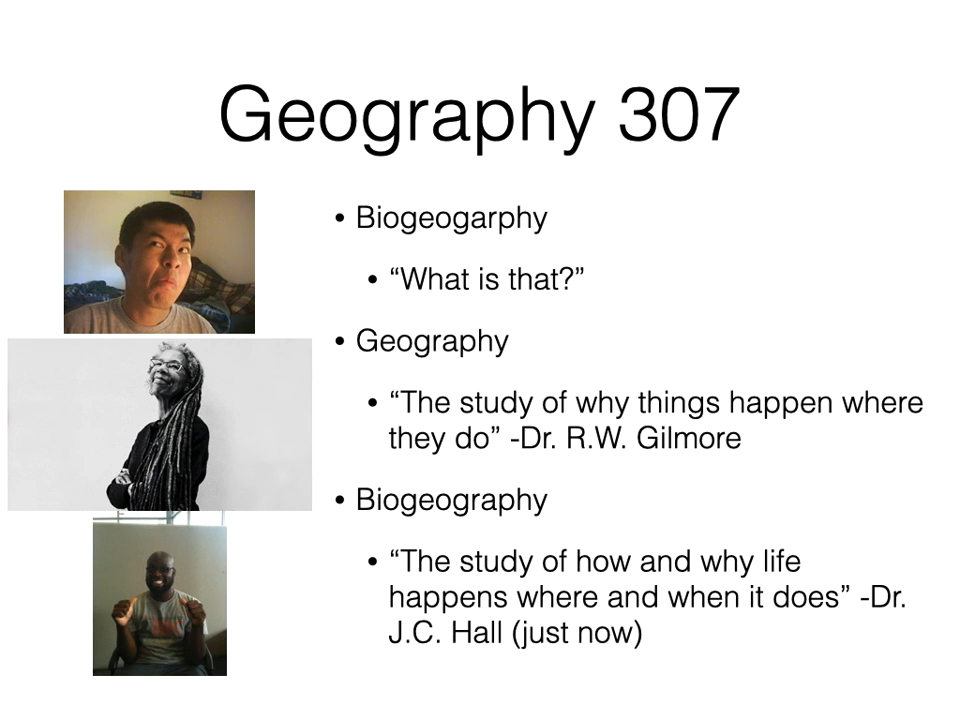 Geography 307
• Biogeogarphy
• “What is that?”
• Geography
• “The study of why things happen where
they do” -Dr. R.W. Gilmore
• Biogeography
• “The study of how and why life
happens where and when it does” -Dr.
J.C. Hall (just now)